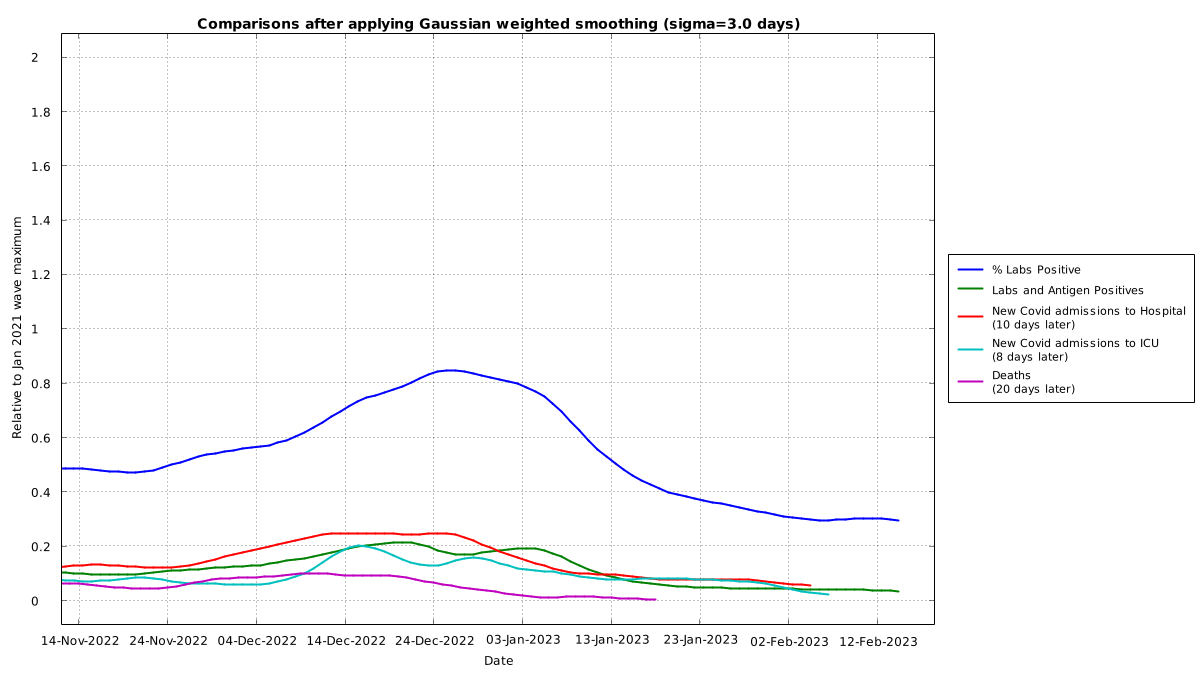 Comparisons after applying Gaussian weighted smoothing (sigma=3.0 days)
Relative to Jan 2021 wave maximum
2
1.8
1.6
1.4
1.2
1
0.8
0.6
0.4
0.2
0
14-Nov-2022 24-Nov-2022 04-Dec-2022 14-Dec-2022 24-Dec-2022 03-Jan-2023 13-Jan-2023 23-Jan-2023 02-Feb-2023 12-Feb-2023
Date
% Labs Positive
Labs and Antigen Positives
New Covid admissions to Hospital
(10 days later)
New Covid admissions to ICU
(8 days later)
Deaths
(20 days later)